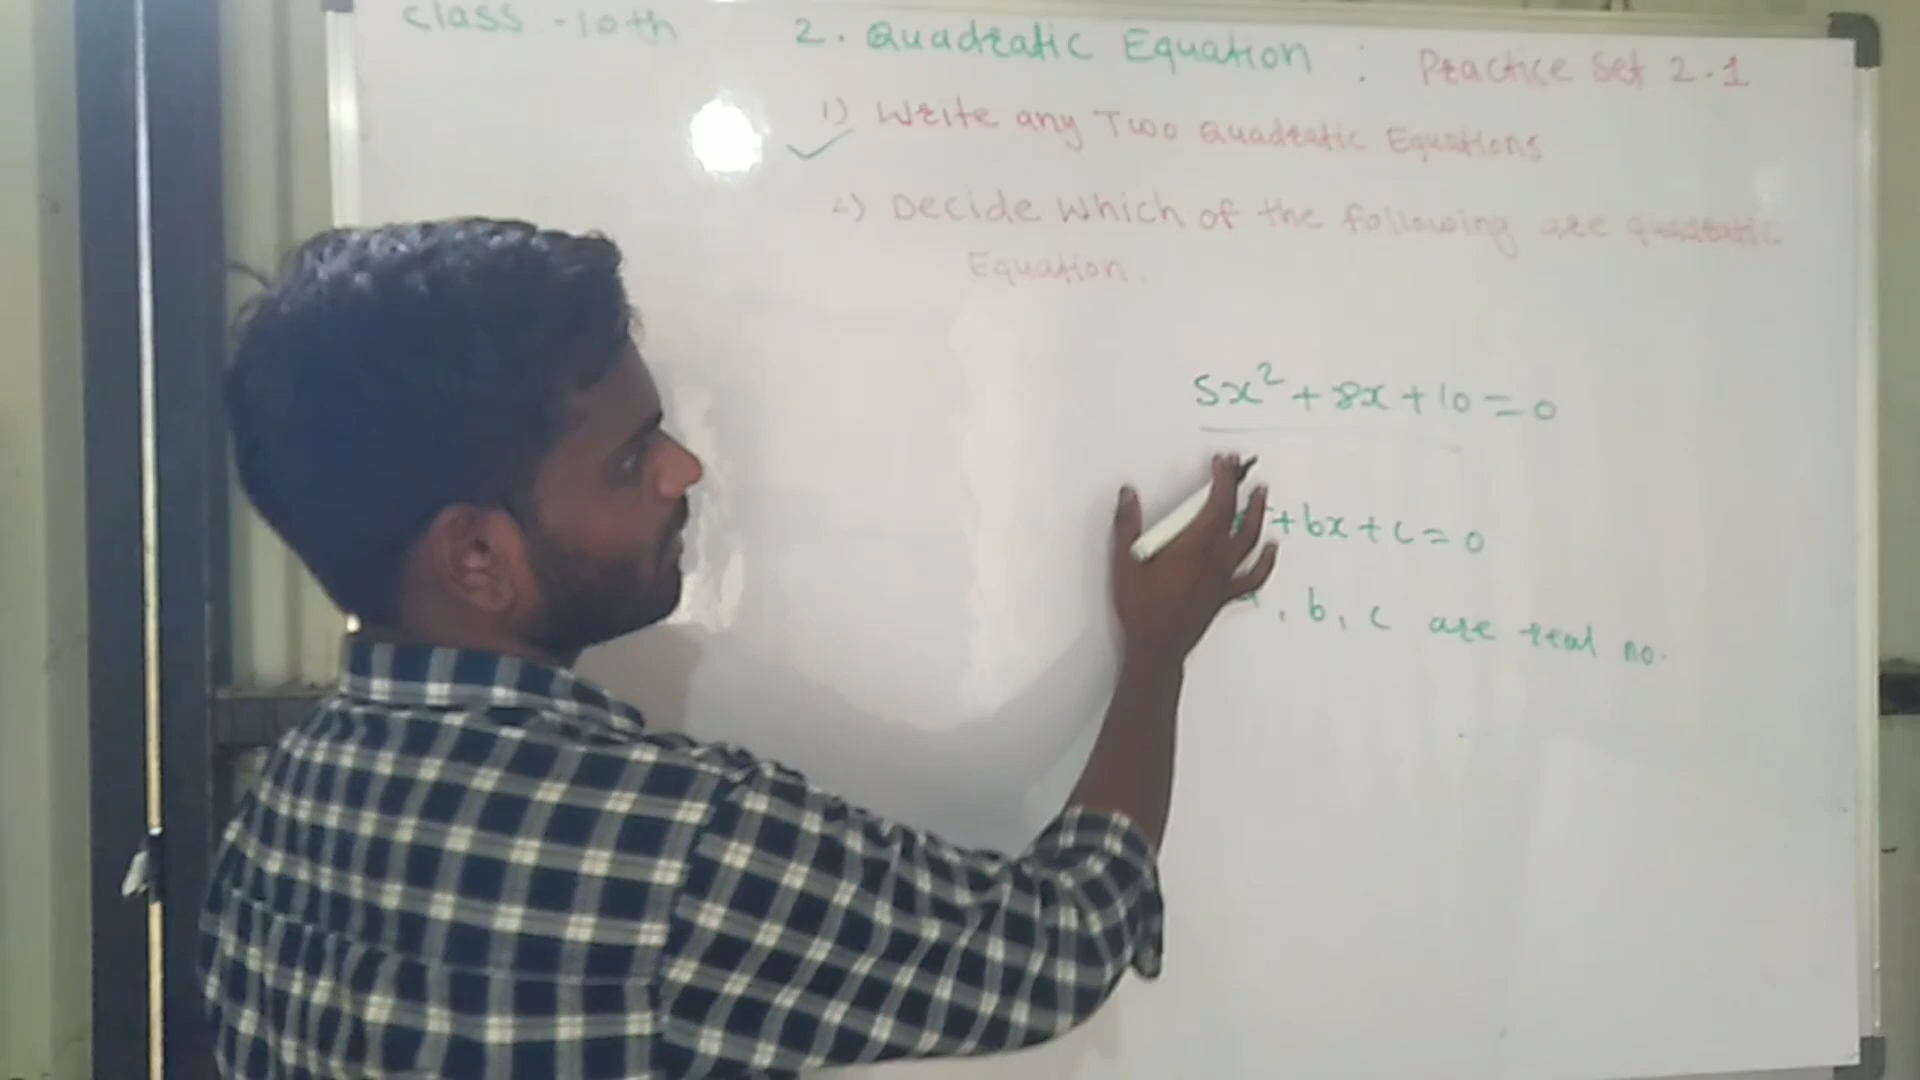 Class - 10th 2. Quadratic Equation : Practice Set 2.1
1) Write any Two Quadratic Equations
2) Decide which of the following are quadratic
Equation.
5x² + 8x + 10 = 0
+ bx + c = 0
, b, c are real no.